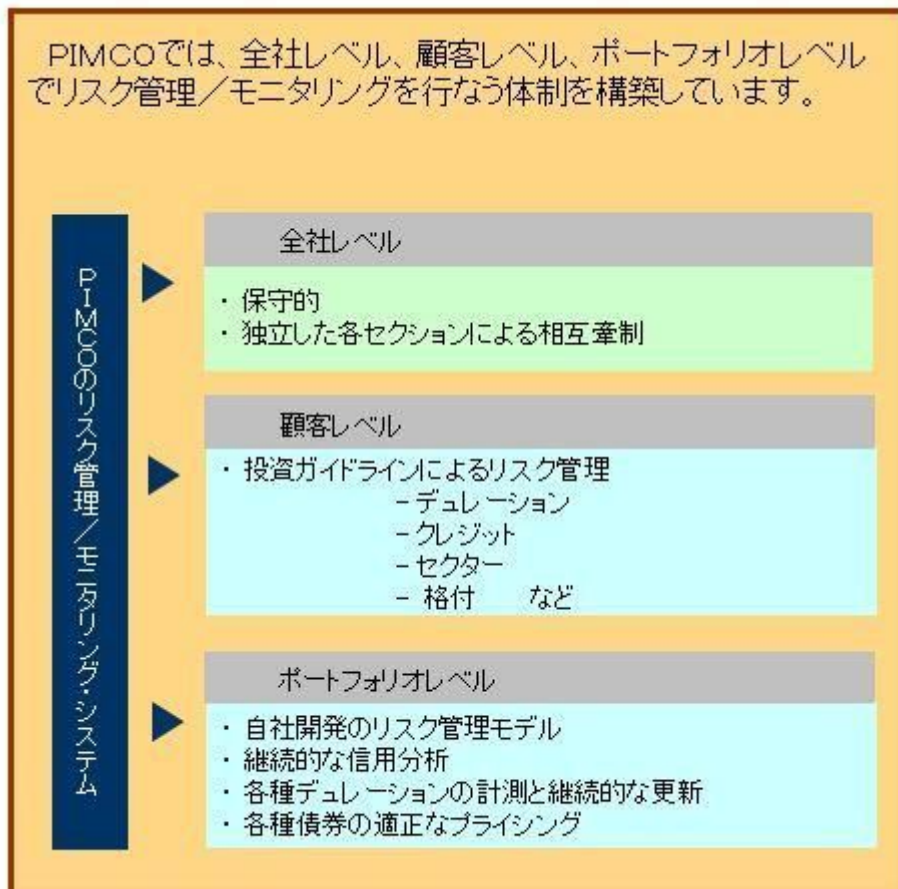 PIMCOでは、全社レベル、顧客レベル、ポートフォリオレベル
でリスク管理／モニタリングを行なう体制を構築しています。
PIMCOのリスク管理／モニタリング・システム
全社レベル
・ 保守的
・ 独立した各セクションによる相互牽制
顧客レベル
・ 投資ガイドラインによるリスク管理
－デュレーション
－クレジット
－セクター
－ 格付　　など
ポートフォリオレベル
・ 自社開発のリスク管理モデル
・ 継続的な信用分析
・ 各種デュレーションの計測と継続的な更新
・ 各種債券の適正なプライシング